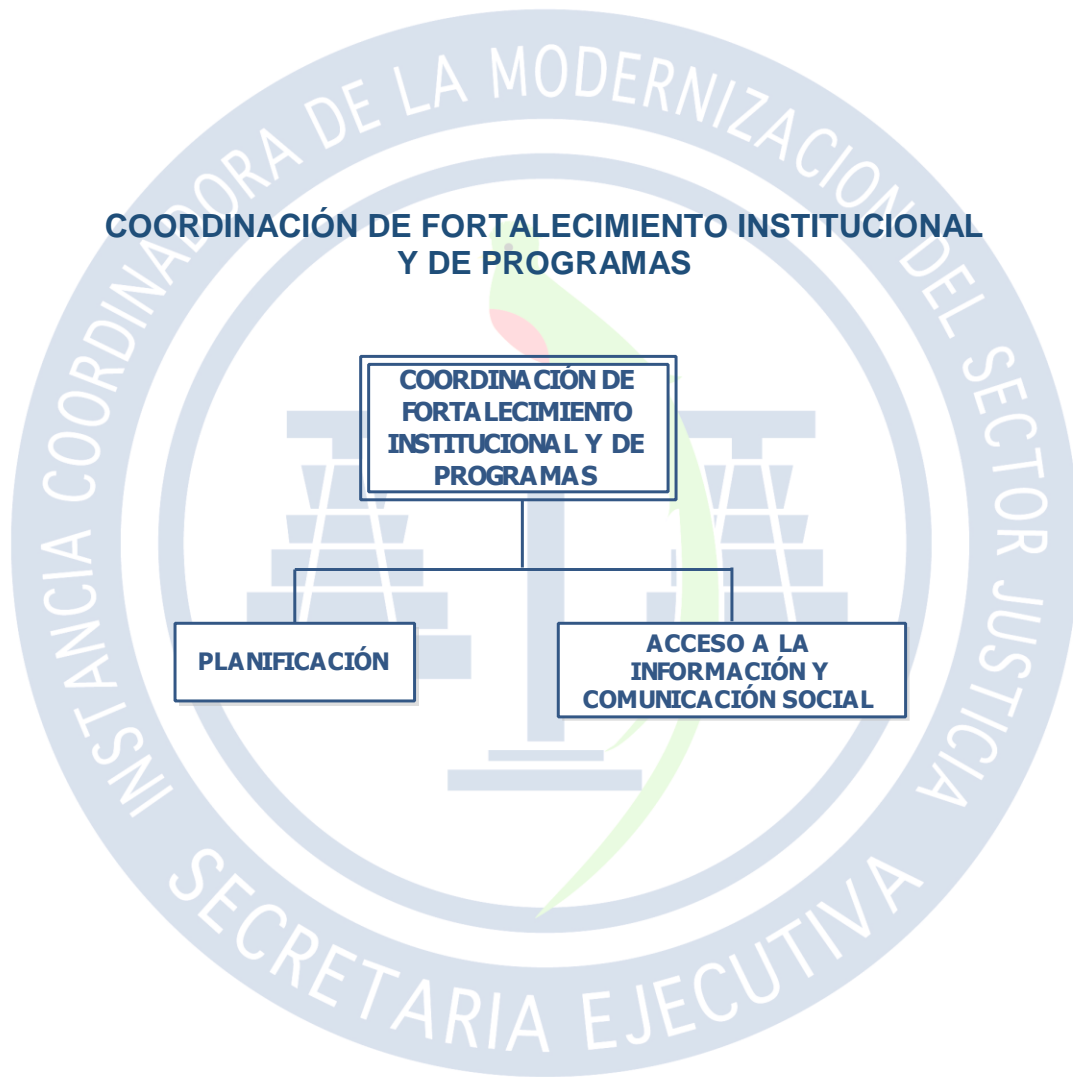 COORDINACIÓN DE FORTALECIMIENTO INSTITUCIONAL
Y DE PROGRAMAS
COORDINACIÓN DE
FORTALECIMIENTO
INSTITUCIONAL Y DE
PROGRAMAS
PLANIFICACIÓN
ACCESO A LA
INFORMACIÓN Y
COMUNICACIÓN SOCIAL
INSTANCIA COORDINADORA DE LA MODERNIZACION DEL SECTOR JUSTICIA
SECRETARIA EJECUTIVA